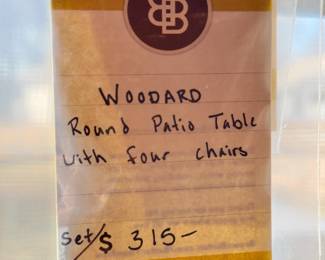 WOODARD
Round Patio Table
with four chairs
Set/$ 315—